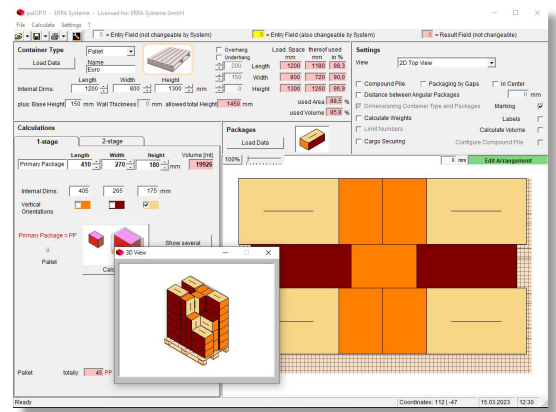 palOPTI - ERPA Systeme - Licensed for: ERPA Systeme GmbH
File Calculate Settings ?
0 = Entry Field (not changeable by System) 0 = Entry Field (also changeable by System) 0 = Result Field (not changeable)
Container Type
Pallet
Load Data
Name
Euro
Overhang
Underhang
Load. Space thereof used
mm mm in %
200 Length 1200 1180 98,3
150 Width 800 720 90,0
0 Height 1300 1260 96,9
Length Width Height
Internal Dims. 1200 800 1300 mm
plus: Base Height 150 mm Wall Thickness 0 mm allowed total Height 1450 mm
used Area 88,5 %
used Volume 85,8 %
Settings
View 2D Top View
Compound Pile Packaging by Gaps in Center
Distance between Angular Packages 0 mm
Dimensioning Container Type and Packages Marking
Calculate Weights Labels
Limit Numbers Calculate Volume
Cargo Securing Configure Compound Pile
Calculations
1-stage 2-stage
Length Width Height Volume [ml]
Primary Package 410 270 180 mm 19926
Internal Dims. 405 265 175 mm
Vertical
Orientations
Primary Package = PP
Pallet
Show several
Calc
Pallet totally: 45 PP
Packages
Load Data
100%
0 mm Edit Arrangement
3D View
Ready
Coordinates: 112 | -47 15.03.2023 12:30